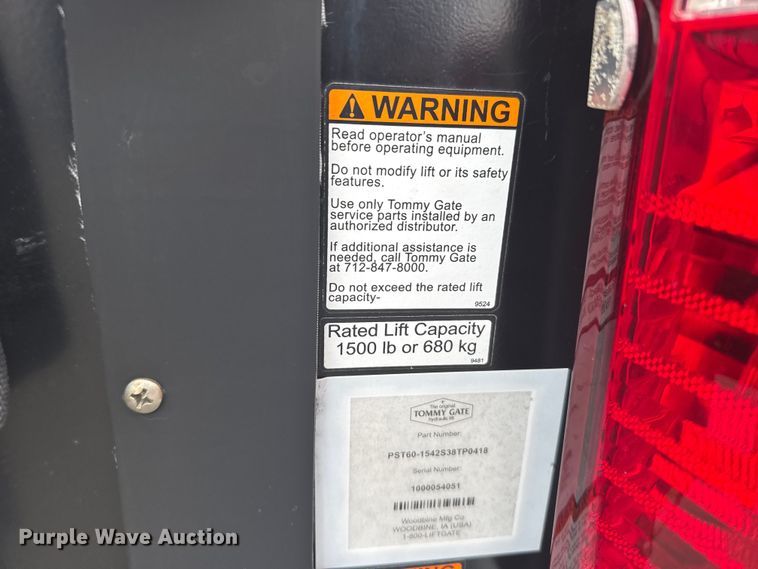 WARNING
Read operator's manual
before operating equipment.
Do not modify lift or its safety
features.
Use only Tommy Gate
service parts installed by an
authorized distributor.
If additional assistance is
needed, call Tommy Gate
at 712-847-8000.
Do not exceed the rated lift
capacity-
9524
Rated Lift Capacity
1500 lb or 680 kg
9481
The original
TOMMY GATE
hydraulic lift
Part Number:
PST60-1542S38TP0418
Serial Number:
1000054051
Woodbine Mfg Co.
WOODBINE, IA (USA)
1-800-LIFTGATE
Purple Wave Auction